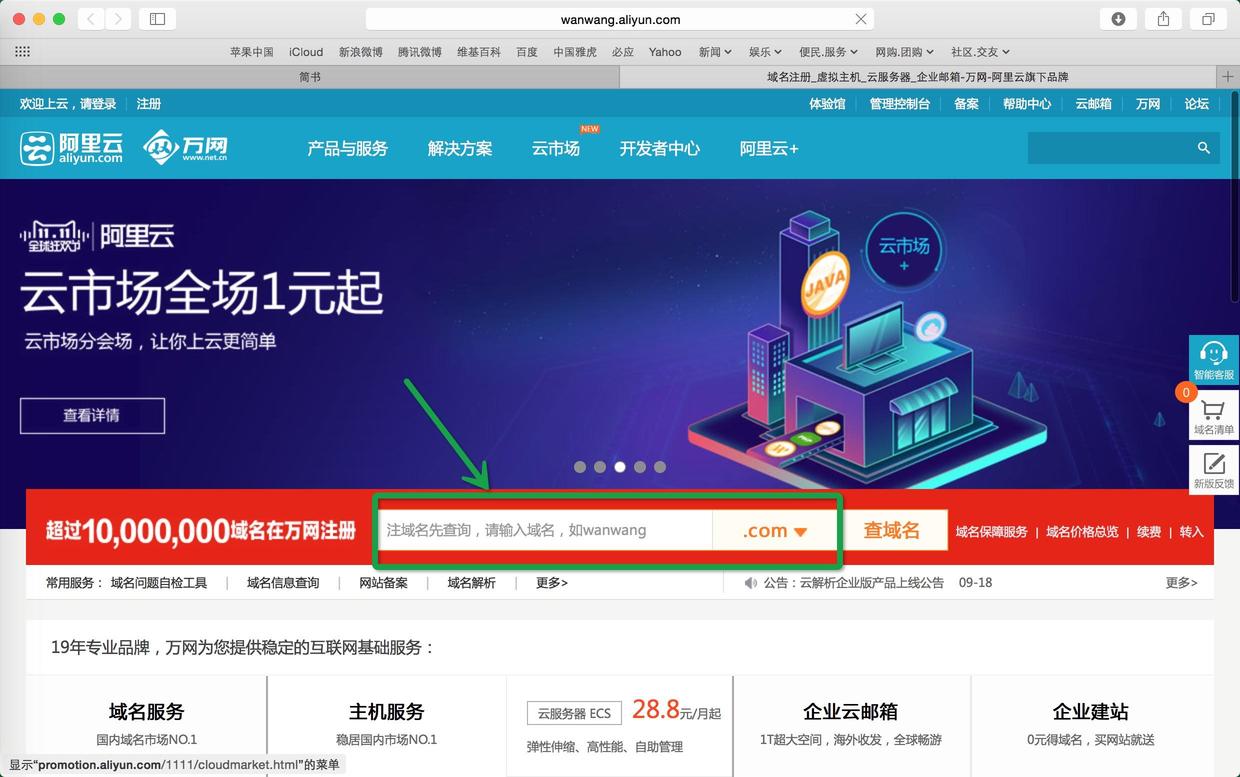 wanwang.aliyun.com
苹果中国 iCloud 新浪微博 腾讯微博 维基百科 百度 中国雅虎 必应 Yahoo 新闻 娱乐 便民.服务 网购.团购 社区.交友
简书 域名注册_虚拟主机_云服务器_企业邮箱-万网-阿里云旗下品牌
欢迎上云，请登录 注册 体验馆 管理控制台 备案 帮助中心 云邮箱 万网 论坛
NEW
阿里云 万网 产品与服务 解决方案 云市场 开发者中心 阿里云+
aliyun.com www.net.cn
11.11
全球狂欢节 阿里云
云市场全场1元起
云市场分会场，让你上云更简单
查看详情
云市场
+
JAVA
PHP
智能客服
0
域名清单
新版反馈
超过10,000,000域名在万网注册 注域名先查询，请输入域名，如wanwang .com 查域名 域名保障服务 | 域名价格总览 | 续费 | 转入
常用服务： 域名问题自检工具 | 域名信息查询 | 网站备案 | 域名解析 | 更多> 公告：云解析企业版产品上线公告 09-18 更多>
19年专业品牌，万网为您提供稳定的互联网基础服务：
域名服务 主机服务 云服务器 ECS 28.8元/月起 企业云邮箱 企业建站
国内域名市场NO.1 稳居国内市场NO.1 弹性伸缩、高性能、自助管理 1T超大空间，海外收发，全球畅游 0元得域名，买网站就送
显示“promotion.aliyun.com/1111/cloudmarket.html”的菜单